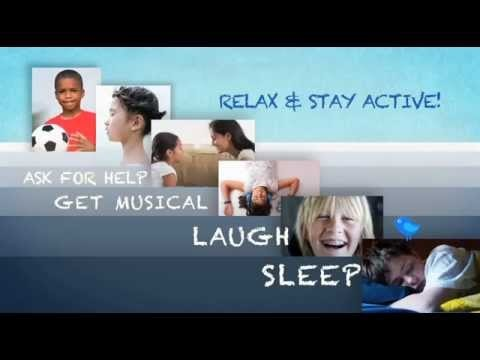 RELAX & STAY ACTIVE!
ASK FOR HELP
GET MUSICAL
LAUGH
SLEEP